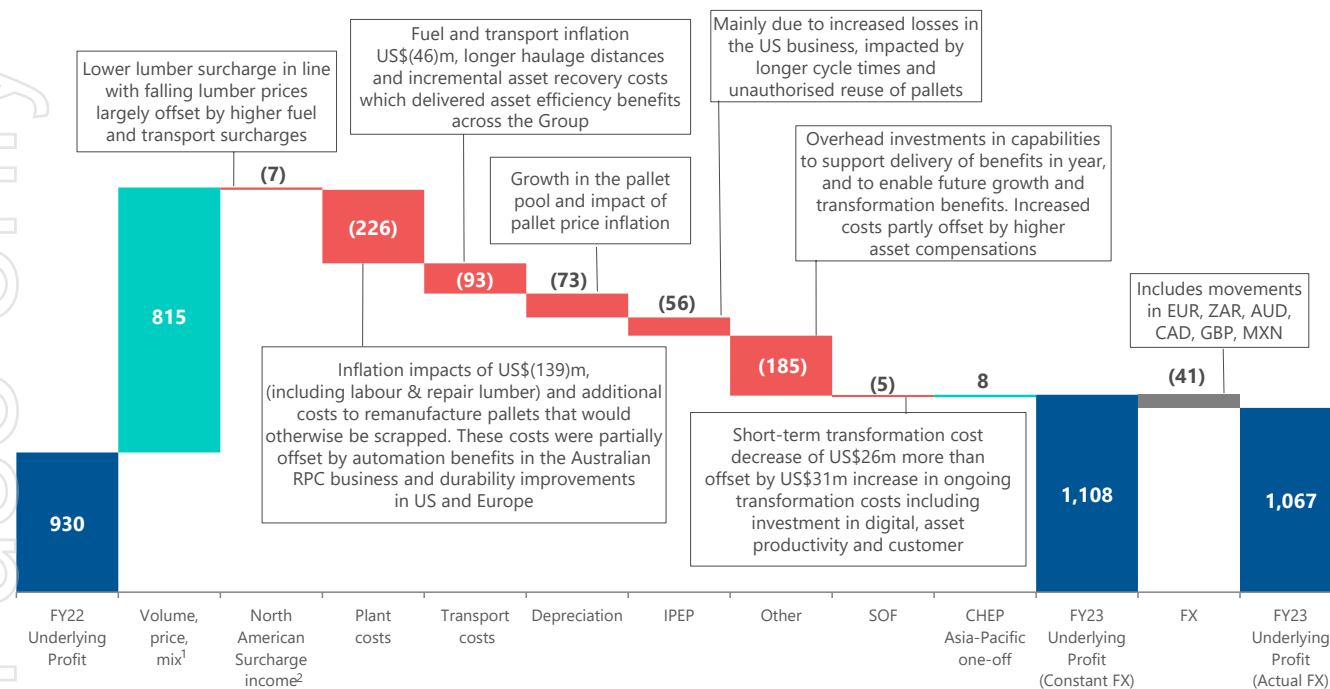 Lower lumber surcharge in line
with falling lumber prices
largely offset by higher fuel
and transport surcharges
Fuel and transport inflation
US$(46)m, longer haulage distances
and incremental asset recovery costs
which delivered asset efficiency benefits
across the Group
Mainly due to increased losses in
the US business, impacted by
longer cycle times and
unauthorised reuse of pallets
Growth in the pallet
pool and impact of
pallet price inflation
Overhead investments in capabilities
to support delivery of benefits in year,
and to enable future growth and
transformation benefits. Increased
costs partly offset by higher
asset compensations
Includes movements
in EUR, ZAR, AUD,
CAD, GBP, MXN
Inflation impacts of US$(139)m,
(including labour & repair lumber) and additional
costs to remanufacture pallets that would
otherwise be scrapped. These costs were partially
offset by automation benefits in the Australian
RPC business and durability improvements
in US and Europe
Short-term transformation cost
decrease of US$26m more than
offset by US$31m increase in ongoing
transformation costs including
investment in digital, asset
productivity and customer
930
815
(7)
(226)
(93)
(73)
(56)
(185)
(5)
8
1,108
(41)
1,067
FY22
Underlying
Profit
Volume,
price,
mix1
North
American
Surcharge
income2
Plant
costs
Transport
costs
Depreciation
IPEP
Other
SOF
CHEP
Asia-Pacific
one-off
FY23
Underlying
Profit
(Constant FX)
FX
FY23
Underlying
Profit
(Actual FX)